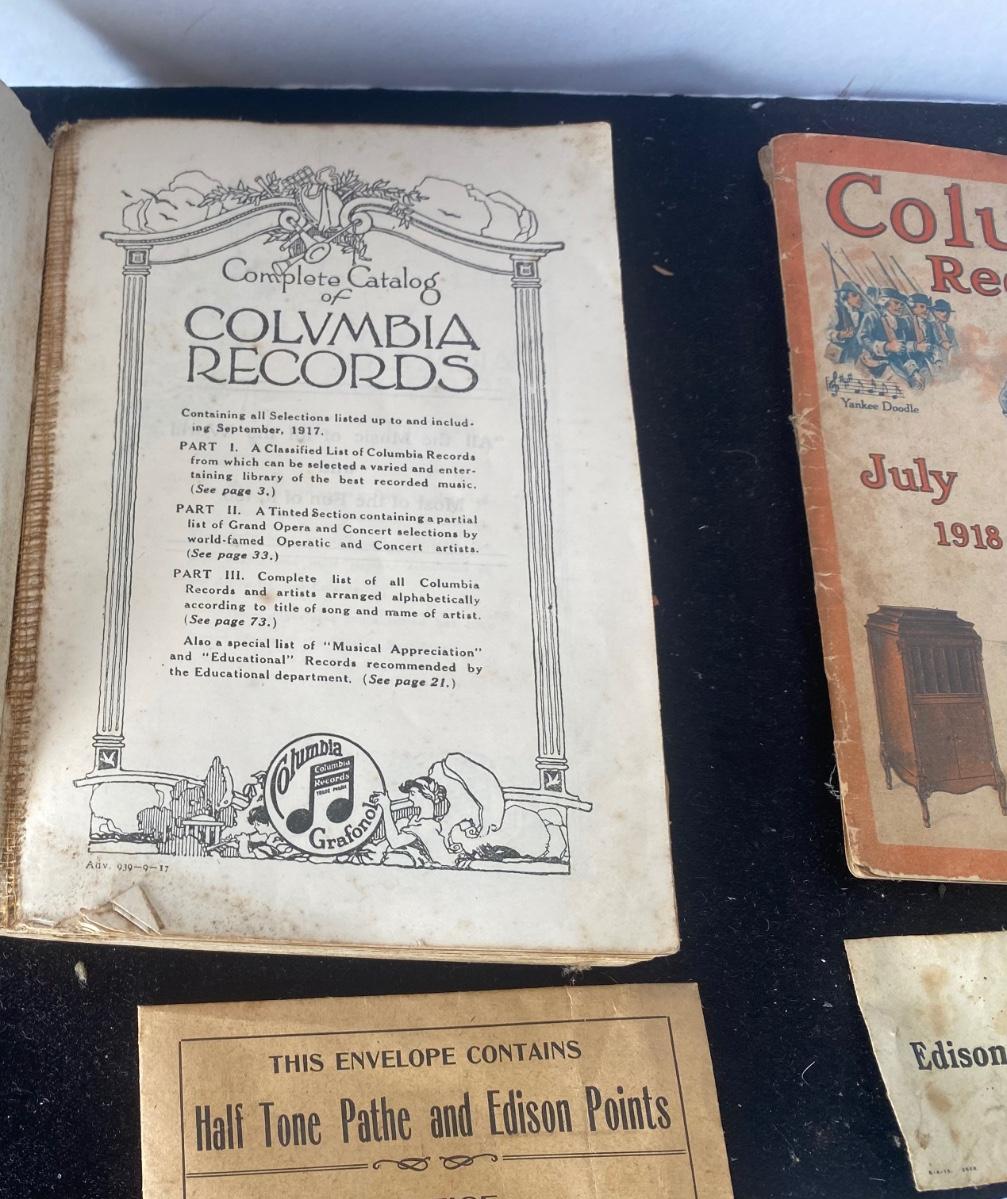 Complete Catalog
of
COLVMBIA
RECORDS
Containing all Selections listed up to and includ-
ing September, 1917.
PART I. A Classified List of Columbia Records
from which can be selected a varied and enter-
taining library of the best recorded music.
(See page 3.)
PART II. A Tinted Section containing a partial
list of Grand Opera and Concert selections by
world-famed Operatic and Concert artists.
(See page 33.)
PART III. Complete list of all Columbia
Records and artists arranged alphabetically
according to title of song and mame of artist.
(See page 73.)
Also a special list of "Musical Appreciation"
and "Educational" Records recommended by
the Educational department. (See page 21.)
Columbia
Columbia
Records
TRADE MARK
Grafonola
Adv. 939-9-17
Colu
Rec
Yankee Doodle
July
1918
THIS ENVELOPE CONTAINS
Half Tone Pathe and Edison Points
Edison